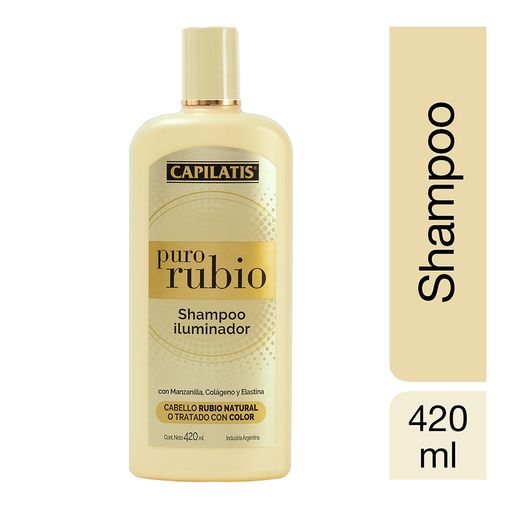 CAPILATIS®
puro
rubio
Shampoo
iluminador
con Manzanilla, Colágeno y Elastina
CABELLO RUBIO NATURAL
O TRATADO CON COLOR
Cont. Neto 420 ml
Industria Argentina
Shampoo
420
ml